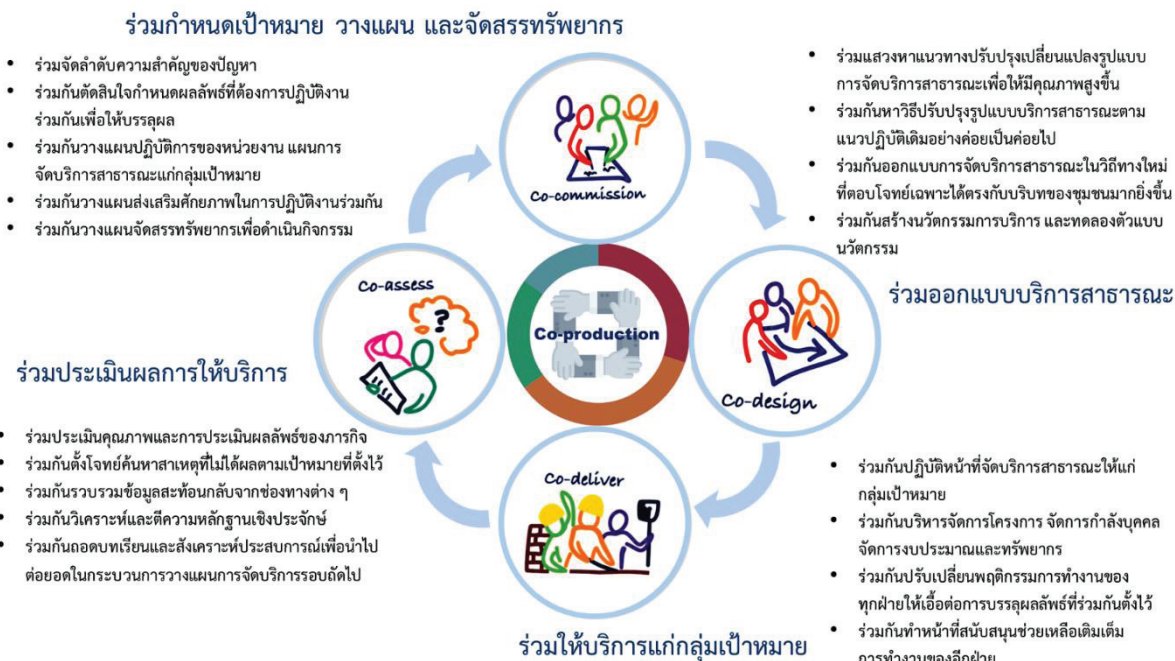 ร่วมกำหนดเป้าหมาย วางแผน และจัดสรรทรัพยากร
• ร่วมจัดลำดับความสำคัญของปัญหา
• ร่วมกันตัดสินใจกำหนดผลลัพธ์ที่ต้องการปฏิบัติงาน
ร่วมกันเพื่อให้บรรลุผล
• ร่วมกันวางแผนปฏิบัติการของหน่วยงาน แผนการ
จัดบริการสาธารณะแก่กลุ่มเป้าหมาย
• ร่วมกันวางแผนส่งเสริมศักยภาพในการปฏิบัติงานร่วมกัน
• ร่วมกันวางแผนจัดสรรทรัพยากรเพื่อดำเนินกิจกรรม
Co-commission
• ร่วมแสวงหาแนวทางปรับปรุงเปลี่ยนแปลงรูปแบบ
การจัดบริการสาธารณะเพื่อให้มีคุณภาพสูงขึ้น
• ร่วมกันหาวิธีปรับปรุงรูปแบบบริการสาธารณะตาม
แนวปฏิบัติเดิมอย่างค่อยเป็นค่อยไป
• ร่วมกันออกแบบการจัดบริการสาธารณะในวิถีทางใหม่
ที่ตอบโจทย์เฉพาะได้ตรงกับบริบทของชุมชนมากยิ่งขึ้น
• ร่วมกันสร้างนวัตกรรมการบริการ และทดลองตัวแบบ
นวัตกรรม
ร่วมออกแบบบริการสาธารณะ
Co-design
Co-production
Co-assess
?
ร่วมประเมินผลการให้บริการ
• ร่วมประเมินคุณภาพและการประเมินผลลัพธ์ของภารกิจ
• ร่วมกันตั้งโจทย์ค้นหาสาเหตุที่ไม่ได้ผลตามเป้าหมายที่ตั้งไว้
• ร่วมกันรวบรวมข้อมูลสะท้อนกลับจากช่องทางต่าง ๆ
• ร่วมกันวิเคราะห์และตีความหลักฐานเชิงประจักษ์
• ร่วมกันถอดบทเรียนและสังเคราะห์ประสบการณ์เพื่อนำไป
ต่อยอดในกระบวนการวางแผนการจัดบริการรอบถัดไป
Co-deliver
ร่วมให้บริการแก่กลุ่มเป้าหมาย
• ร่วมกันปฏิบัติหน้าที่จัดบริการสาธารณะให้แก่
กลุ่มเป้าหมาย
• ร่วมกันบริหารจัดการโครงการ จัดการกำลังบุคคล
จัดการงบประมาณและทรัพยากร
• ร่วมกันปรับเปลี่ยนพฤติกรรมการทำงานของ
ทุกฝ่ายให้เอื้อต่อการบรรลุผลลัพธ์ที่ร่วมกันตั้งไว้
• ร่วมกันทำหน้าที่สนับสนุนช่วยเหลือเติมเต็ม
การทำงานของอีกฝ่าย